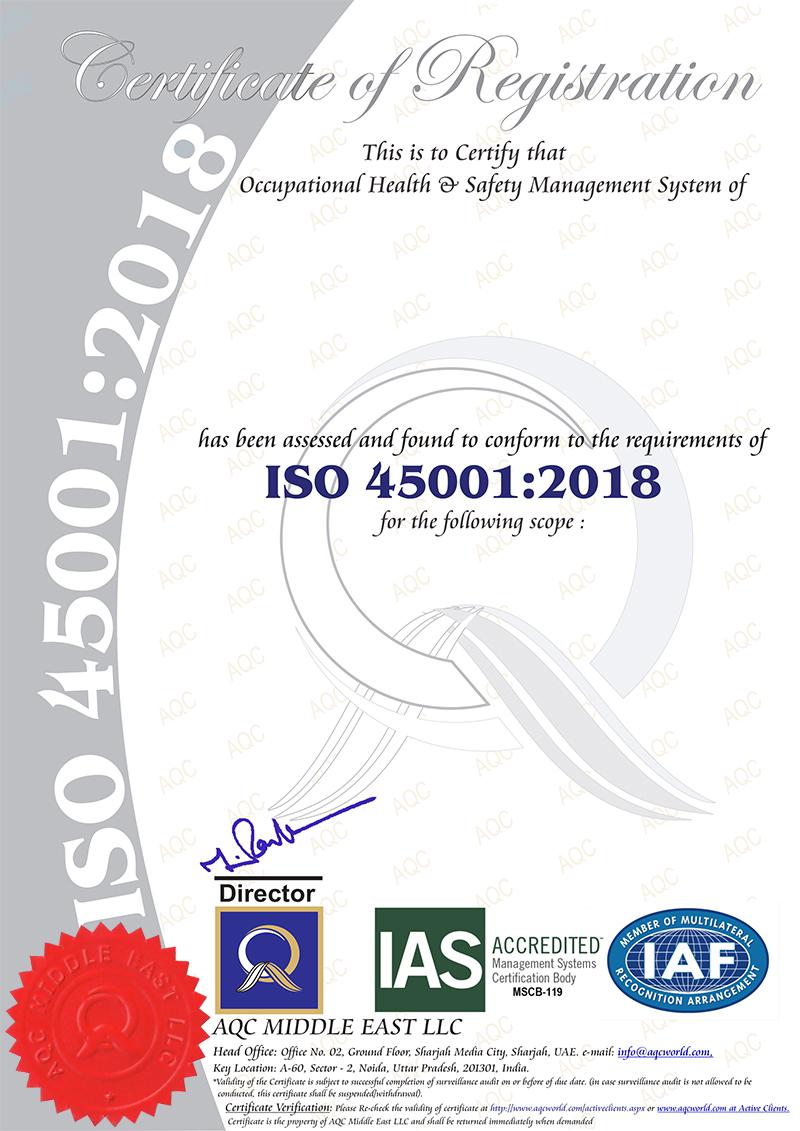 Certificate of Registration
This is to Certify that
Occupational Health & Safety Management System of
ISO 45001:2018
has been assessed and found to conform to the requirements of
ISO 45001:2018
for the following scope :
Director
IAS
ACCREDITED™
Management Systems
Certification Body
MSCB-119
MEMBER OF MULTILATERAL
IAF
RECOGNITION ARRANGEMENT
AQC MIDDLE EAST LLC
AQC MIDDLE EAST LLC
Head Office: Office No. 02, Ground Floor, Sharjah Media City, Sharjah, UAE. e-mail: info@aqcworld.com,
Key Location: A-60, Sector - 2, Noida, Uttar Pradesh, 201301, India.
*Validity of the Certificate is subject to successful completion of surveillance audit on or before of due date. (in case surveillance audit is not allowed to be
conducted, this certificate shall be suspended/withdrawal).
Certificate Verification: Please Re-check the validity of certificate at http://www.aqcworld.com/activeclients.aspx or www.aqcworld.com at Active Clients.
Certificate is the property of AQC Middle East LLC and shall be returned immediately when demanded